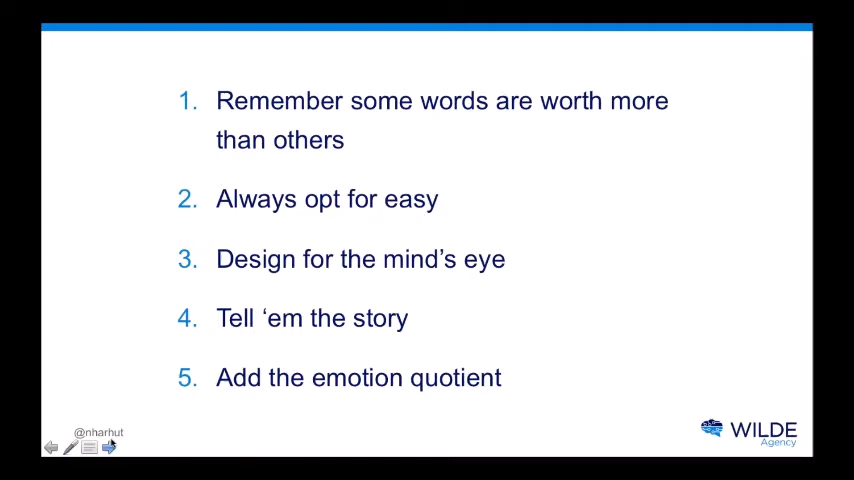 1. Remember some words are worth more
than others
2. Always opt for easy
3. Design for the mind’s eye
4. Tell ‘em the story
5. Add the emotion quotient
@nharhut
WILDE
Agency